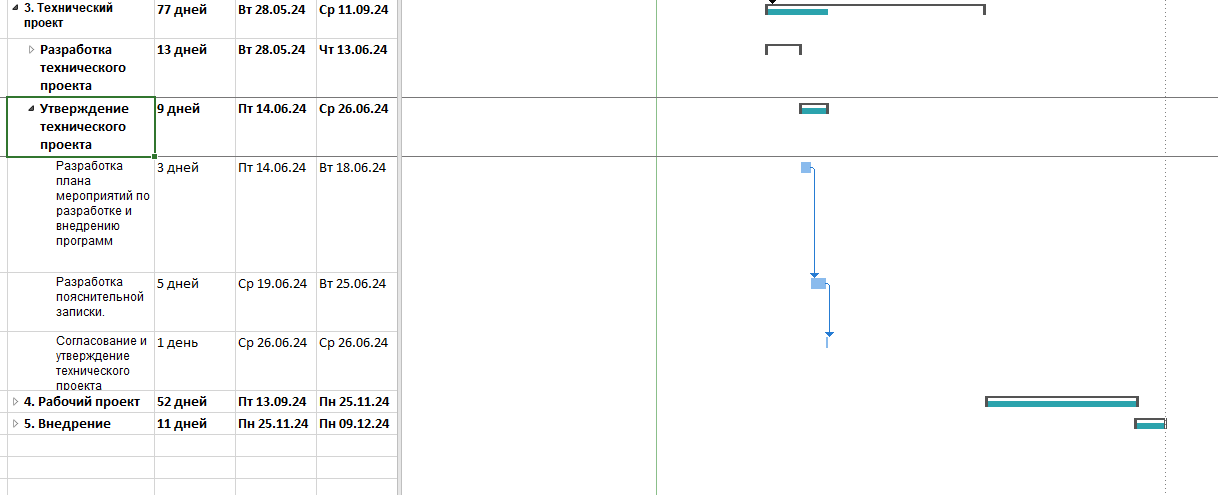 3. Технический 77 дней Вт 28.05.24 Ср 11.09.24
проект
Разработка 13 дней Вт 28.05.24 Чт 13.06.24
технического
проекта
Утверждение 9 дней Пт 14.06.24 Ср 26.06.24
технического
проекта
Разработка 3 дней Пт 14.06.24 Вт 18.06.24
плана
мероприятий по
разработке и
внедрению
программ
Разработка 5 дней Ср 19.06.24 Вт 25.06.24
пояснительной
записки.
Согласование и 1 день Ср 26.06.24 Ср 26.06.24
утверждение
технического
проекта
4. Рабочий проект 52 дней Пт 13.09.24 Пн 25.11.24
5. Внедрение 11 дней Пн 25.11.24 Пн 09.12.24